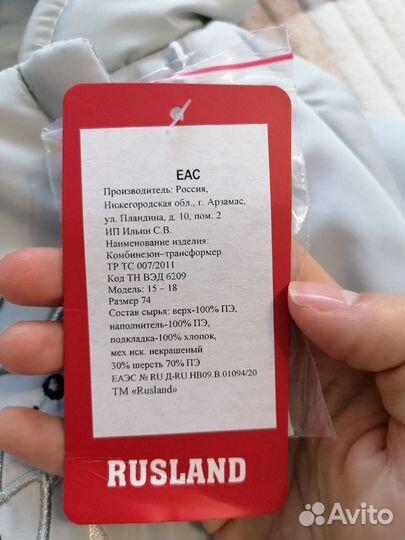 EAC
Производитель: Россия,
Нижегородская обл., г. Арзамас,
ул. Пландина, д. 10, пом. 2
ИП Ильин С.В.
Наименование изделия:
Комбинезон–трансформер
ТР ТС 007/2011
Код ТН ВЭД 6209
Модель: 15 – 18
Размер 74
Состав сырья: верх-100% ПЭ,
наполнитель-100% ПЭ,
подкладка-100% хлопок,
мех иск. некрашеный
30% шерсть 70% ПЭ
ЕАЭС № RU Д-RU.НВ09.В.01094/20
ТМ «Rusland»
RUSLAND
Avito